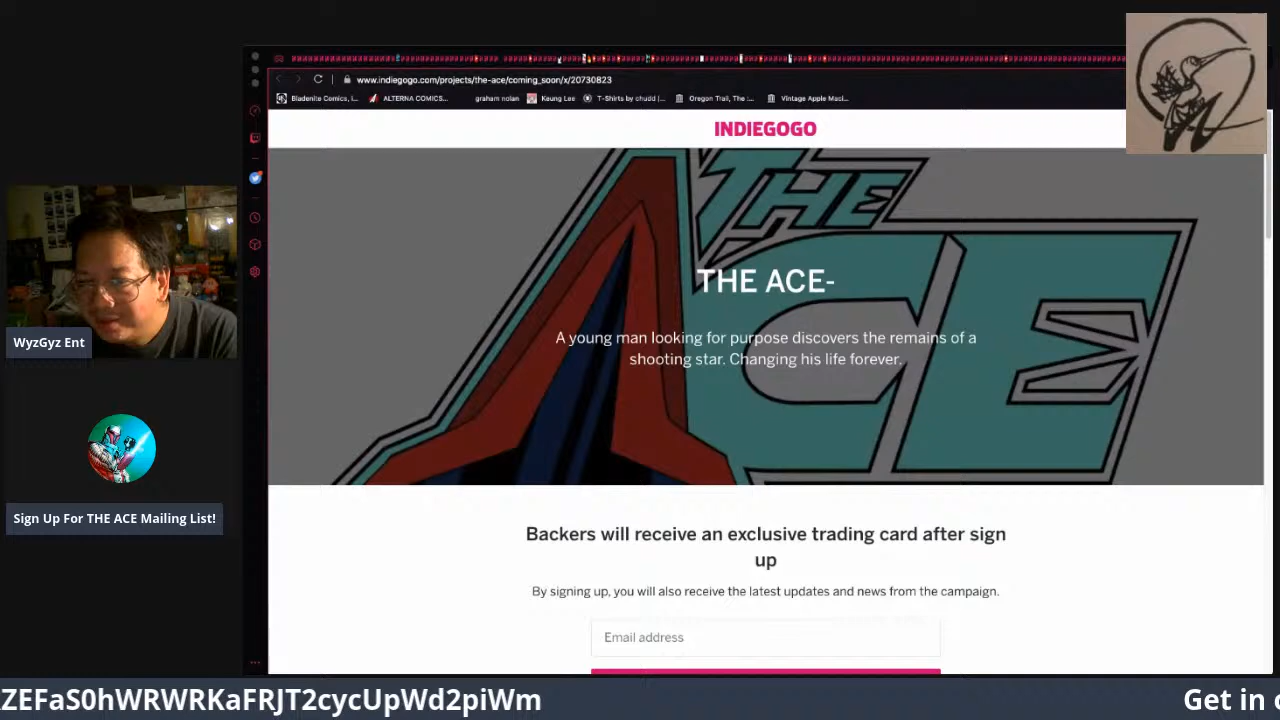 www.indiegogo.com/projects/the-ace/coming_soon/x/20730823
Bladenite Comics, i...
ALTERNA COMICS...
graham nolan
Kaung Lee
T-Shirts by chudd |...
Oregon Trail, The :...
Vintage Apple Maci...
INDIEGOGO
THE
ACE
THE ACE-
A young man looking for purpose discovers the remains of a
shooting star. Changing his life forever.
WyzGyz Ent
Sign Up For THE ACE Mailing List!
Backers will receive an exclusive trading card after sign
up
By signing up, you will also receive the latest updates and news from the campaign.
Email address
ZEFaS0hWRWRKaFRJT2cycUpWd2piWm
Get in